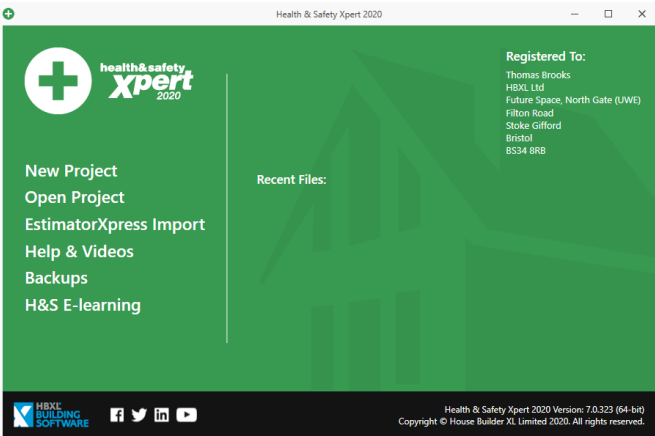 Health & Safety Xpert 2020
health&safety
xpert
2020
Registered To:
Thomas Brooks
HBXL Ltd
Future Space, North Gate (UWE)
Filton Road
Stoke Gifford
Bristol
BS34 8RB
New Project
Open Project
EstimatorXpress Import
Help & Videos
Backups
H&S E-learning
Recent Files:
HBXL
BUILDING
SOFTWARE
Health & Safety Xpert 2020 Version: 7.0.323 (64-bit)
Copyright © House Builder XL Limited 2020. All rights reserved.